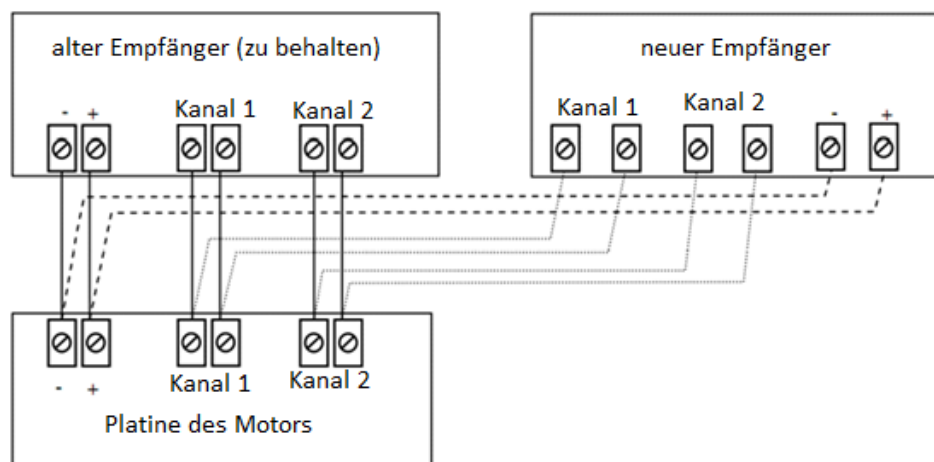 alter Empfänger (zu behalten)
- + Kanal 1 Kanal 2
neuer Empfänger
Kanal 1 Kanal 2 - +
- + Kanal 1 Kanal 2
Platine des Motors